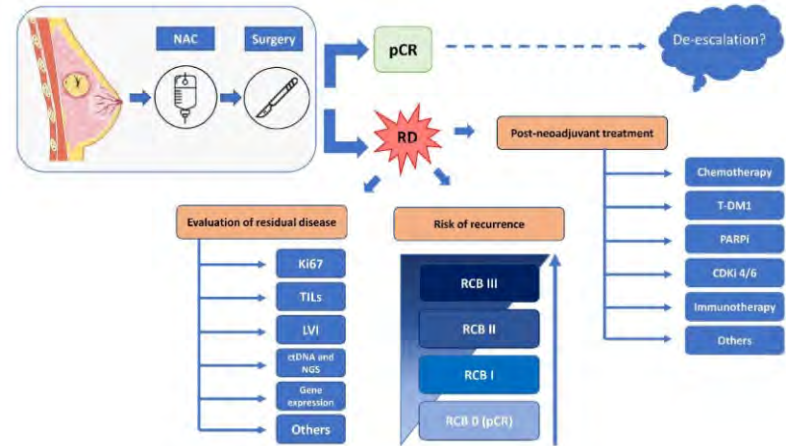 NAC
Surgery
pCR
De-escalation?
RD
Post-neoadjuvant treatment
Chemotherapy
T-DM1
PARPi
CDKi 4/6
Immunotherapy
Others
Evaluation of residual disease
Ki67
TILs
LVI
ctDNA and
NGS
Gene
expression
Others
Risk of recurrence
RCB III
RCB II
RCB I
RCB 0 (pCR)